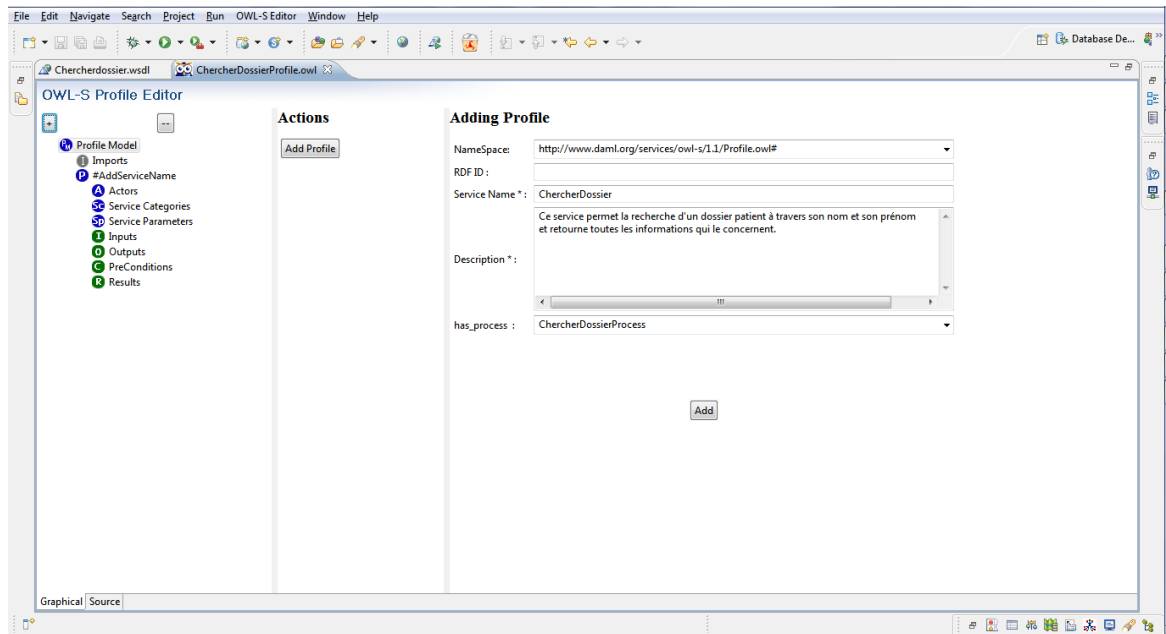 File Edit Navigate Search Project Run OWL-S Editor Window Help
Database De...
Chercherdossier.wsdl ChercherDossierProfile.owl
OWL-S Profile Editor
Actions
Adding Profile
+ --
Add Profile
Profile Model
Imports
#AddServiceName
Actors
Service Categories
Service Parameters
Inputs
Outputs
PreConditions
Results
NameSpace: http://www.daml.org/services/owl-s/1.1/Profile.owl#
RDF ID :
Service Name * : ChercherDossier
Description * :
Ce service permet la recherche d'un dossier patient à travers son nom et son prénom
et retourne toutes les informations qui le concernent.
has_process : ChercherDossierProcess
Add
Graphical Source